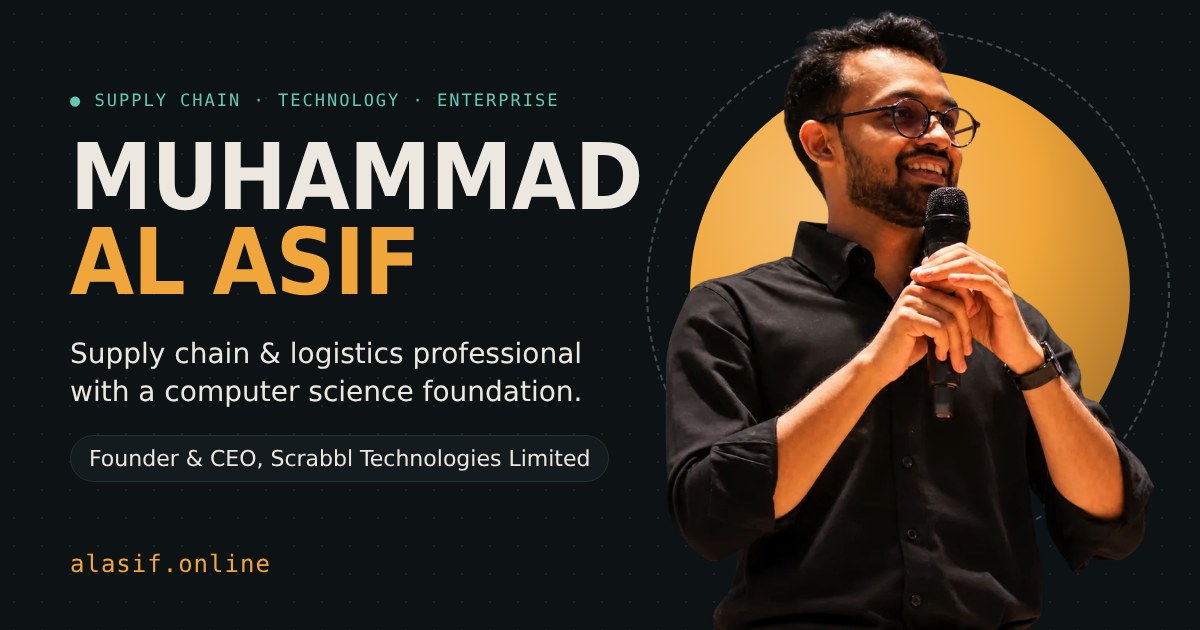 SUPPLY CHAIN · TECHNOLOGY · ENTERPRISE
MUHAMMAD
AL ASIF
Supply chain & logistics professional
with a computer science foundation.
Founder & CEO, Scrabbl Technologies Limited
alasif.online